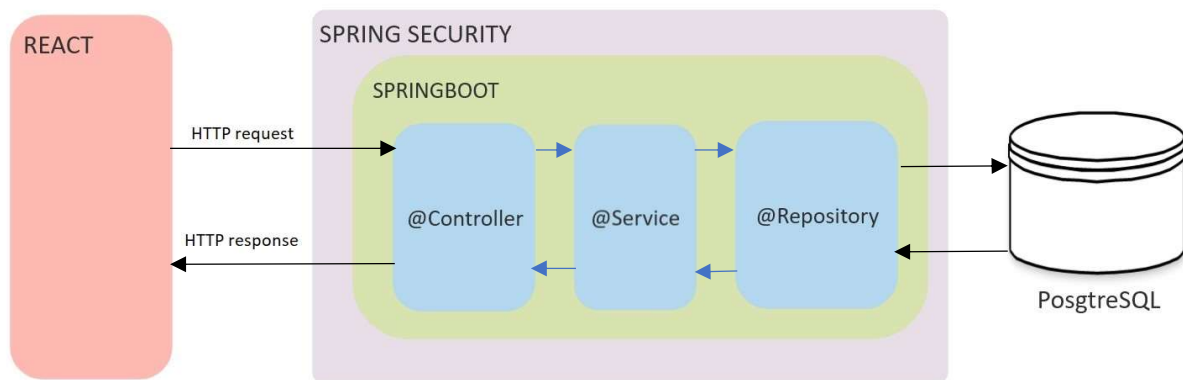 REACT
SPRING SECURITY
SPRINGBOOT
HTTP request
@Controller
@Service
@Repository
HTTP response
PosgtreSQL